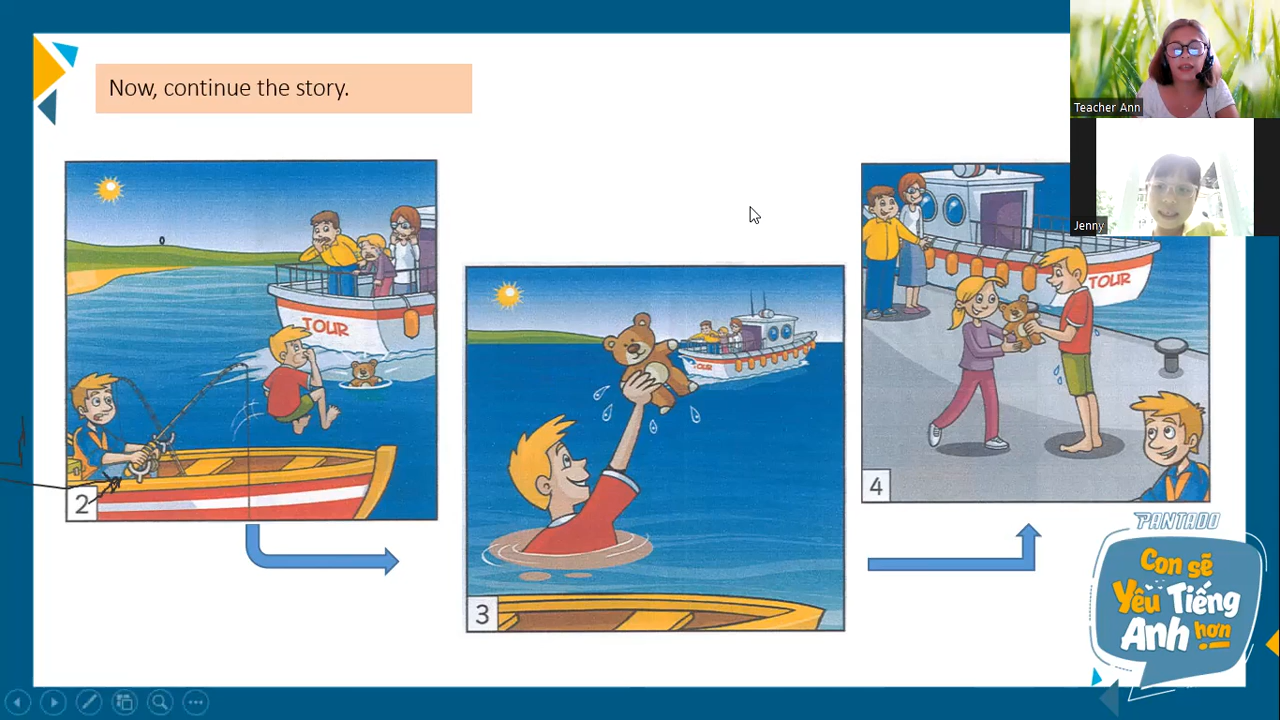 Now, continue the story.
Teacher Ann
Jenny
TOUR
2
TOUR
3
TOUR
4
PANTADO
Con sẽ
Yêu Tiếng
Anh hơn